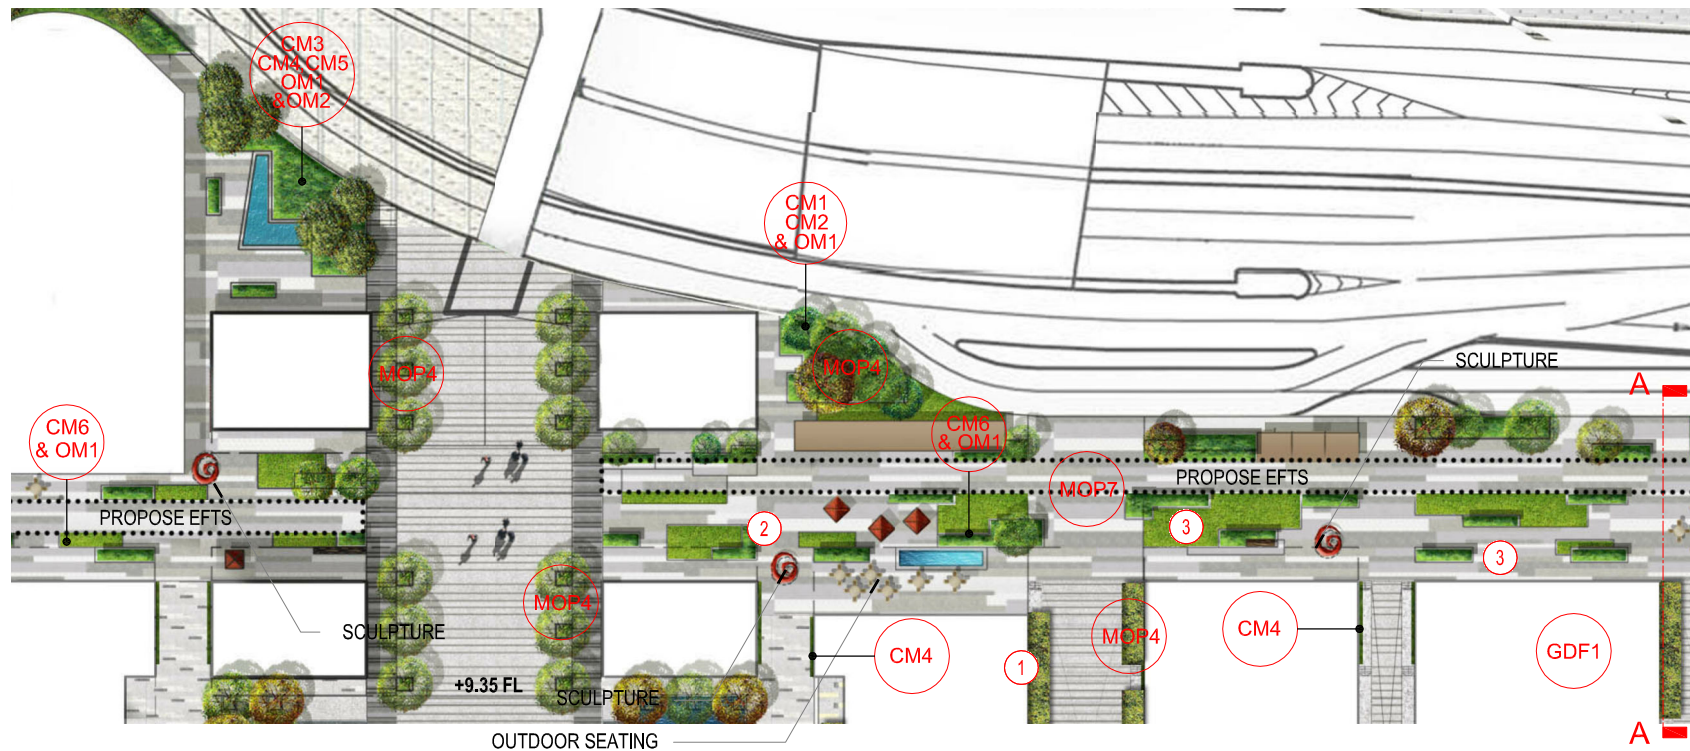 CM3
CM4 CM5
OM1
&OM2
CM1
CM2
& OM1
MOP4
MOP4
SCULPTURE
A
CM6
& OM1
CM6
& OM1
PROPOSE EFTS
MOP7
PROPOSE EFTS
2
3
3
MOP4
SCULPTURE
CM4
1
MOP4
CM4
GDF1
+9.35 FL
SCULPTURE
OUTDOOR SEATING
A